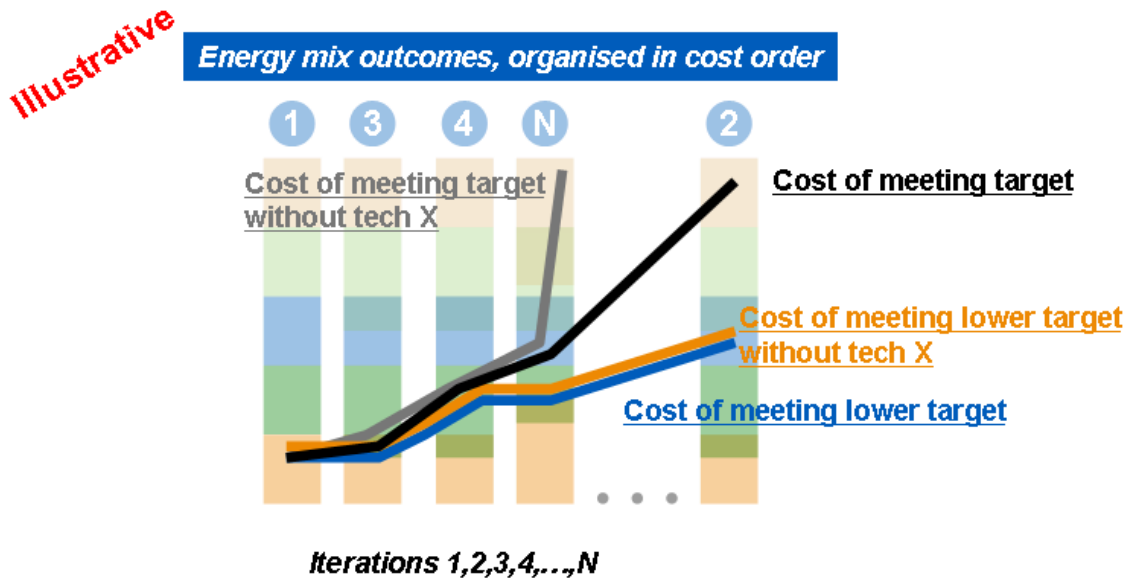 Illustrative
Energy mix outcomes, organised in cost order
1 3 4 N 2
Cost of meeting target
without tech X
Cost of meeting target
Cost of meeting lower target
without tech X
Cost of meeting lower target
Iterations 1,2,3,4,…,N